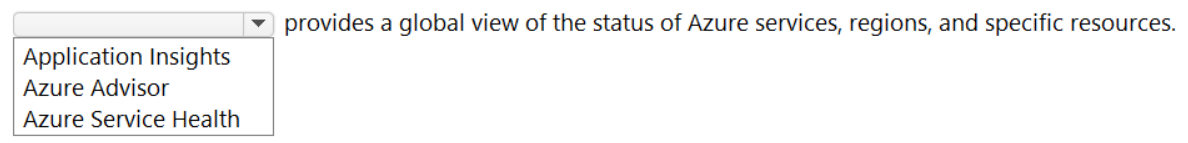 provides a global view of the status of Azure services, regions, and specific resources.
Application Insights
Azure Advisor
Azure Service Health